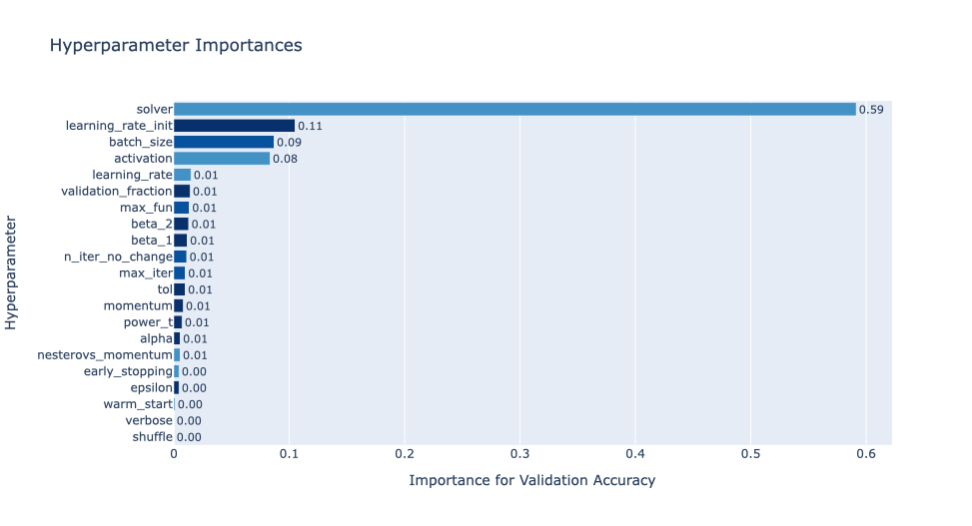 Hyperparameter Importances
Hyperparameter
solver 0.59
learning_rate_init 0.11
batch_size 0.09
activation 0.08
learning_rate 0.01
validation_fraction 0.01
max_fun 0.01
beta_2 0.01
beta_1 0.01
n_iter_no_change 0.01
max_iter 0.01
tol 0.01
momentum 0.01
power_t 0.01
alpha 0.01
nesterovs_momentum 0.01
early_stopping 0.00
epsilon 0.00
warm_start 0.00
verbose 0.00
shuffle 0.00
0 0.1 0.2 0.3 0.4 0.5 0.6
Importance for Validation Accuracy